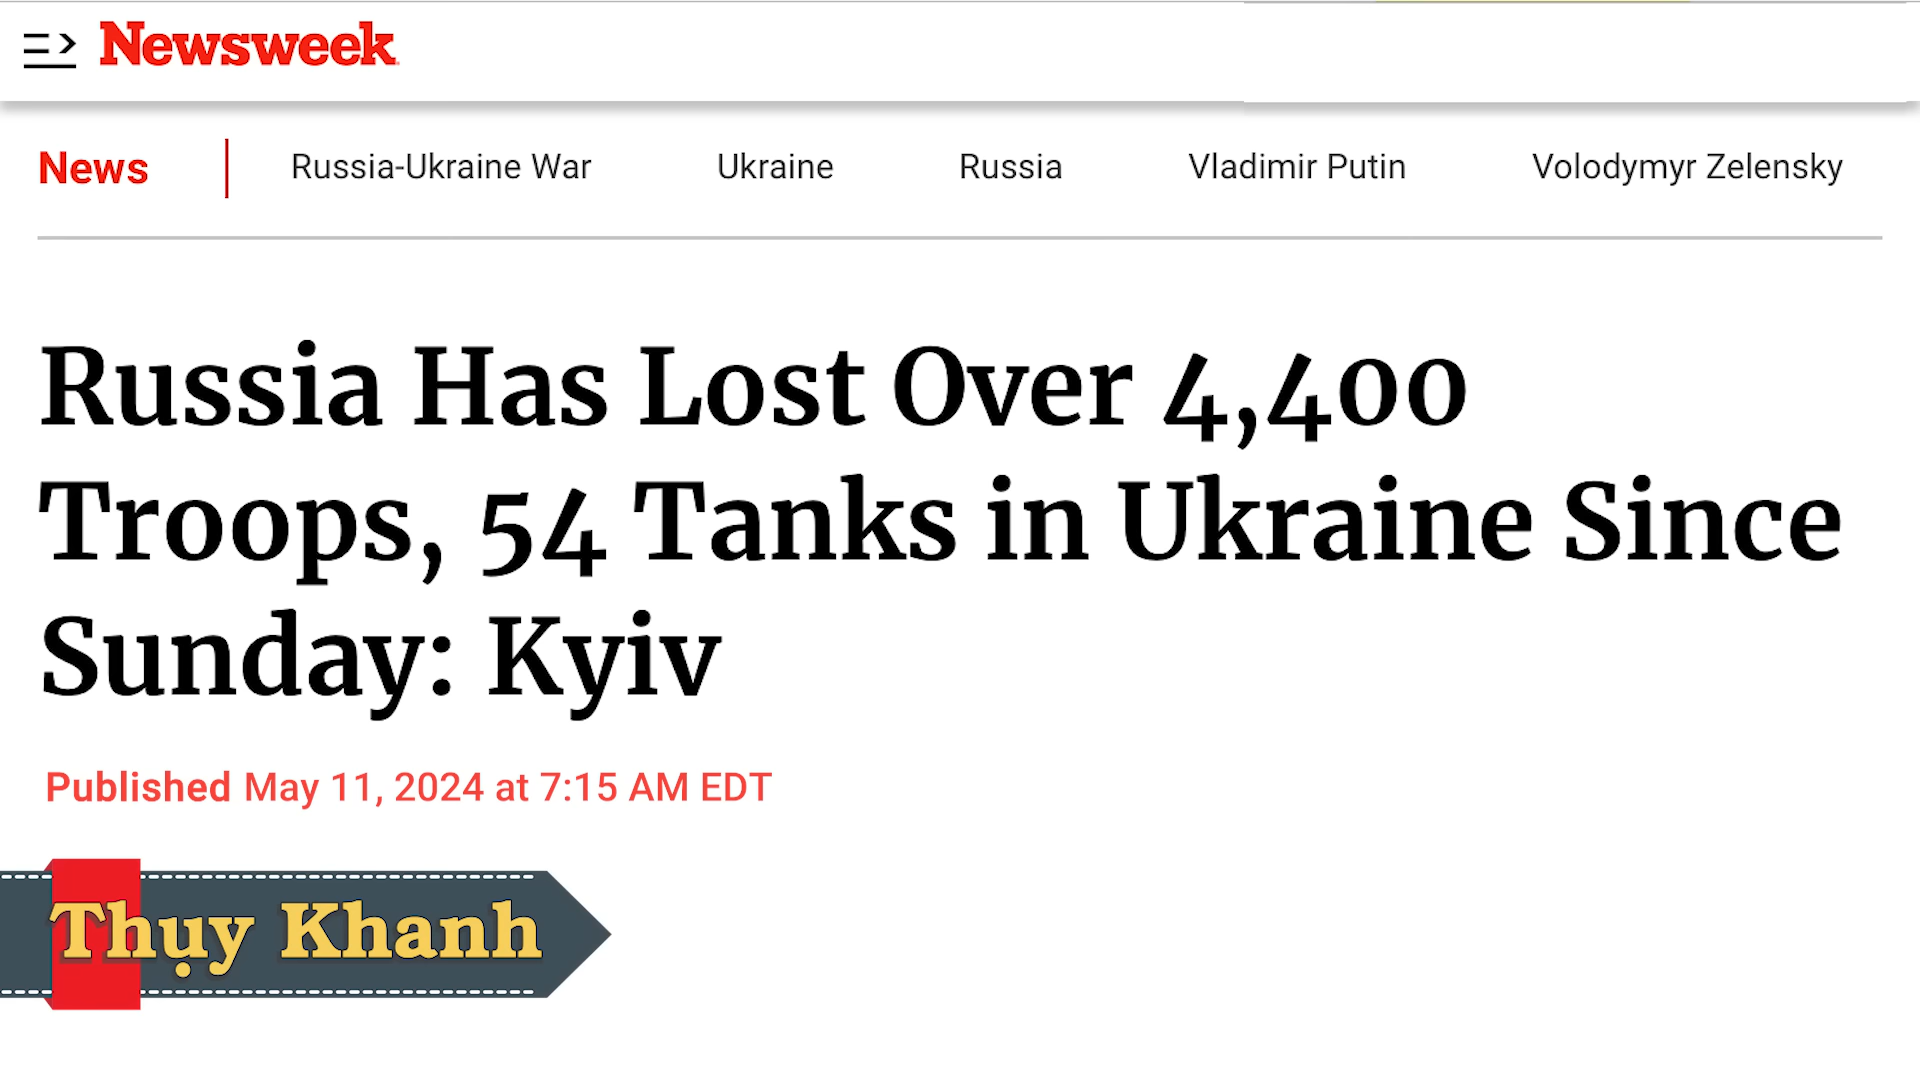 Newsweek
News Russia-Ukraine War Ukraine Russia Vladimir Putin Volodymyr Zelensky
Russia Has Lost Over 4,400
Troops, 54 Tanks in Ukraine Since
Sunday: Kyiv
Published May 11, 2024 at 7:15 AM EDT
Thụy Khanh